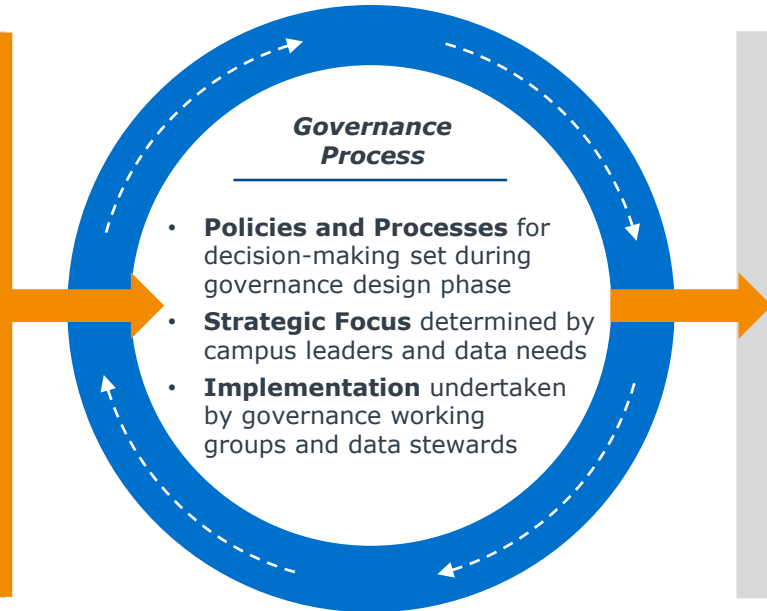 Governance
Process
• Policies and Processes for
decision-making set during
governance design phase
• Strategic Focus determined by
campus leaders and data needs
• Implementation undertaken
by governance working
groups and data stewards